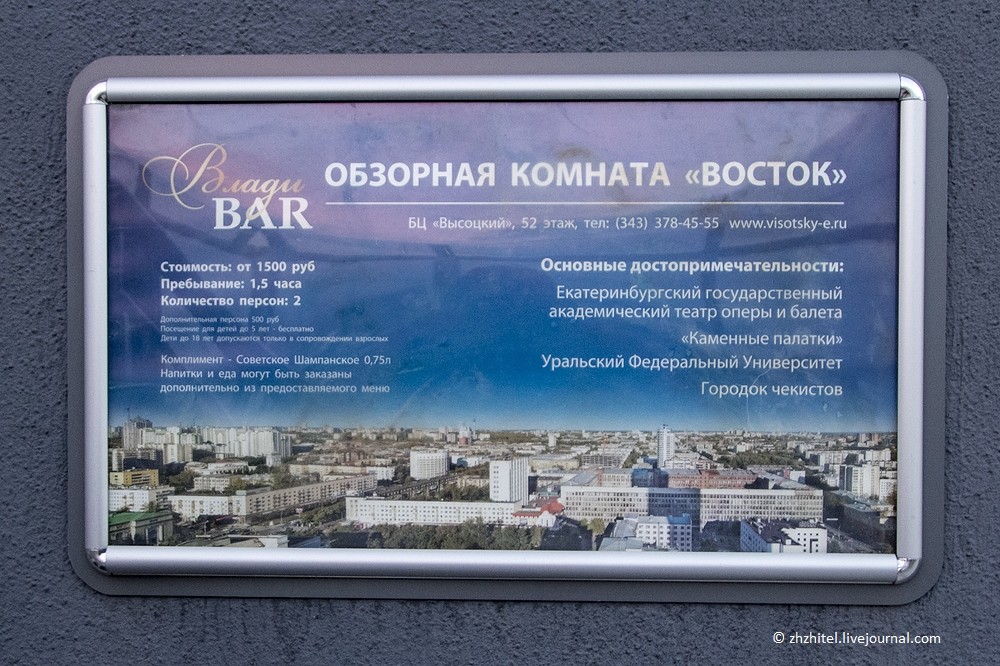 Влади
BAR
ОБЗОРНАЯ КОМНАТА «ВОСТОК»
БЦ «Высоцкий», 52 этаж, тел: (343) 378-45-55 www.visotsky-e.ru
Стоимость: от 1500 руб
Пребывание: 1,5 часа
Количество персон: 2
Дополнительная персона 500 руб
Посещение для детей до 5 лет - бесплатно
Дети до 18 лет допускаются только в сопровождении взрослых
Комплимент - Советское Шампанское 0,75л
Напитки и еда могут быть заказаны
дополнительно из предоставляемого меню
Основные достопримечательности:
Екатеринбургский государственный
академический театр оперы и балета
«Каменные палатки»
Уральский Федеральный Университет
Городок чекистов
© zhzhitel.livejournal.com